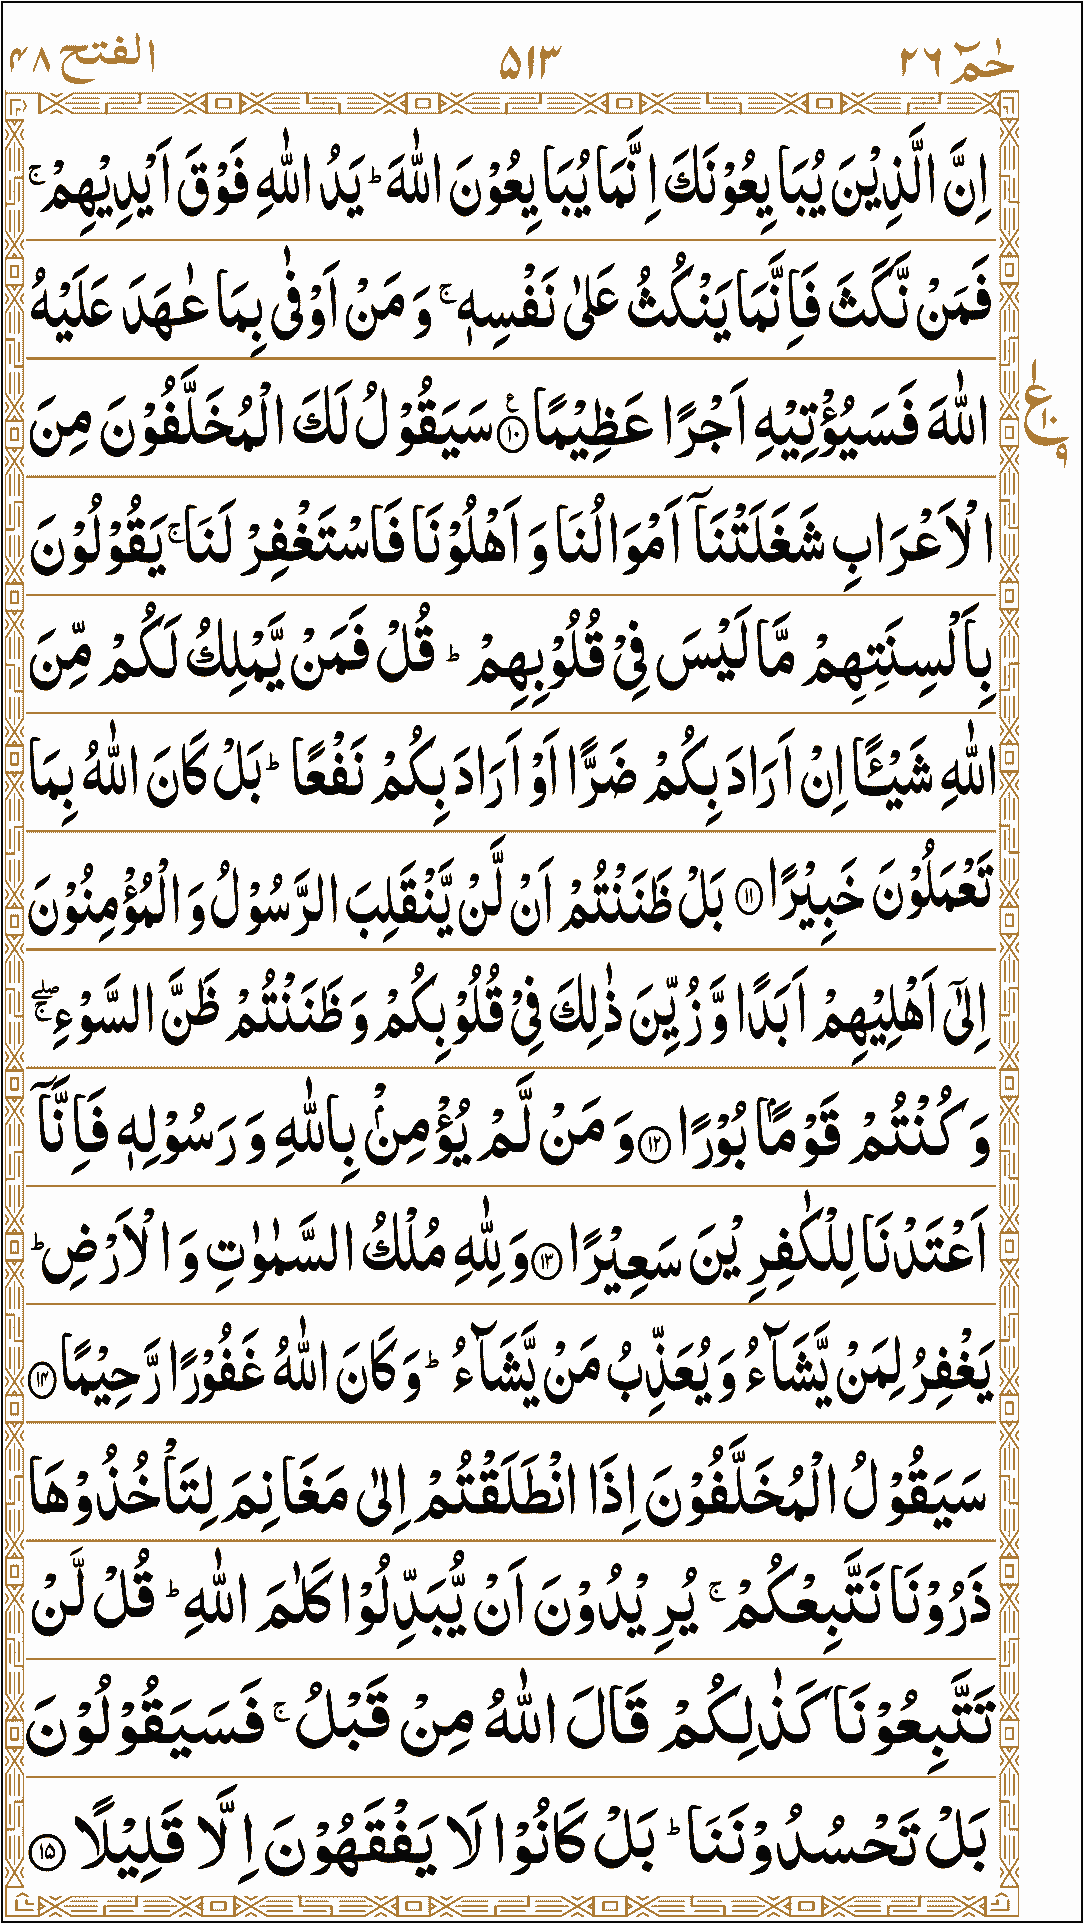 حٰمٓ ٢٦ ۵۱۳ الفتح ۴۸
اِنَّ الَّذِيْنَ يُبَايِعُوْنَكَ اِنَّمَا يُبَايِعُوْنَ اللّٰهَ ؕ يَدُ اللّٰهِ فَوْقَ اَيْدِيْهِمْ ۚ
فَمَنْ نَّكَثَ فَاِنَّمَا يَنْكُثُ عَلٰى نَفْسِهٖ ۚ وَ مَنْ اَوْفٰى بِمَا عٰهَدَ عَلَيْهُ
اللّٰهَ فَسَيُؤْتِيْهِ اَجْرًا عَظِيْمًا ۧ۱۰ سَيَقُوْلُ لَكَ الْمُخَلَّفُوْنَ مِنَ
ع ۱۰ ۹
الْاَعْرَابِ شَغَلَتْنَاۤ اَمْوَالُنَا وَ اَهْلُوْنَا فَاسْتَغْفِرْ لَنَا ۚ يَقُوْلُوْنَ
بِاَلْسِنَتِهِمْ مَّا لَيْسَ فِيْ قُلُوْبِهِمْ ؕ قُلْ فَمَنْ يَّمْلِكُ لَكُمْ مِّنَ
اللّٰهِ شَيْـًٔا اِنْ اَرَادَ بِكُمْ ضَرًّا اَوْ اَرَادَ بِكُمْ نَفْعًا ؕ بَلْ كَانَ اللّٰهُ بِمَا
تَعْمَلُوْنَ خَبِيْرًا ۱۱ بَلْ ظَنَنْتُمْ اَنْ لَّنْ يَّنْقَلِبَ الرَّسُوْلُ وَ الْمُؤْمِنُوْنَ
اِلٰۤى اَهْلِيْهِمْ اَبَدًا وَّ زُيِّنَ ذٰلِكَ فِيْ قُلُوْبِكُمْ وَ ظَنَنْتُمْ ظَنَّ السَّوْءِ ۖۚ
وَ كُنْتُمْ قَوْمًۢا بُوْرًا ۱۲ وَ مَنْ لَّمْ يُؤْمِنْۢ بِاللّٰهِ وَ رَسُوْلِهٖ فَاِنَّاۤ
اَعْتَدْنَا لِلْكٰفِرِيْنَ سَعِيْرًا ۱۳ وَ لِلّٰهِ مُلْكُ السَّمٰوٰتِ وَ الْاَرْضِ ؕ
يَغْفِرُ لِمَنْ يَّشَآءُ وَ يُعَذِّبُ مَنْ يَّشَآءُ ؕ وَ كَانَ اللّٰهُ غَفُوْرًا رَّحِيْمًا ۱۴
سَيَقُوْلُ الْمُخَلَّفُوْنَ اِذَا انْطَلَقْتُمْ اِلٰى مَغَانِمَ لِتَاْخُذُوْهَا
ذَرُوْنَا نَتَّبِعْكُمْ ۚ يُرِيْدُوْنَ اَنْ يُّبَدِّلُوْا كَلٰمَ اللّٰهِ ؕ قُلْ لَّنْ
تَتَّبِعُوْنَا كَذٰلِكُمْ قَالَ اللّٰهُ مِنْ قَبْلُ ۚ فَسَيَقُوْلُوْنَ
بَلْ تَحْسُدُوْنَنَا ؕ بَلْ كَانُوْا لَا يَفْقَهُوْنَ اِلَّا قَلِيْلًا ۱۵